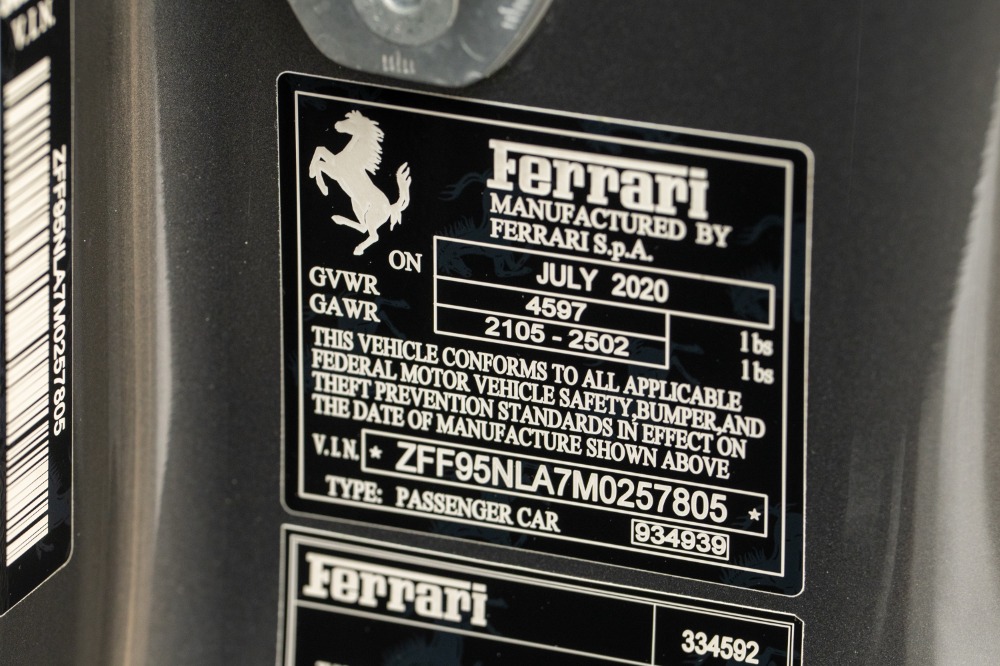 V.I.N.
ZFF95NLA7M0257805
Ferrari
MANUFACTURED BY
FERRARI S.p.A.
ON JULY 2020
GVWR 4597 lbs
GAWR 2105 - 2502 lbs
THIS VEHICLE CONFORMS TO ALL APPLICABLE
FEDERAL MOTOR VEHICLE SAFETY,BUMPER,AND
THEFT PREVENTION STANDARDS IN EFFECT ON
THE DATE OF MANUFACTURE SHOWN ABOVE
V.I.N. * ZFF95NLA7M0257805 *
TYPE: PASSENGER CAR 934939
Ferrari
334592